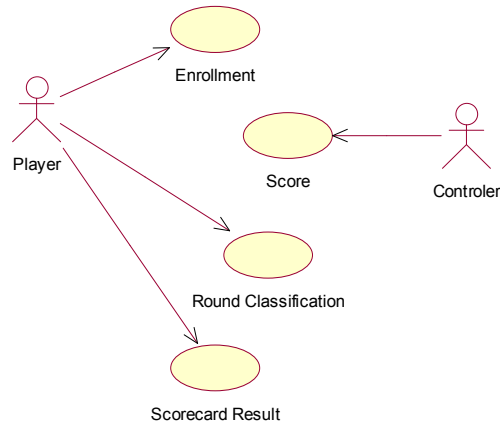 Enrollment
Player
Score
Controler
Round Classification
Scorecard Result